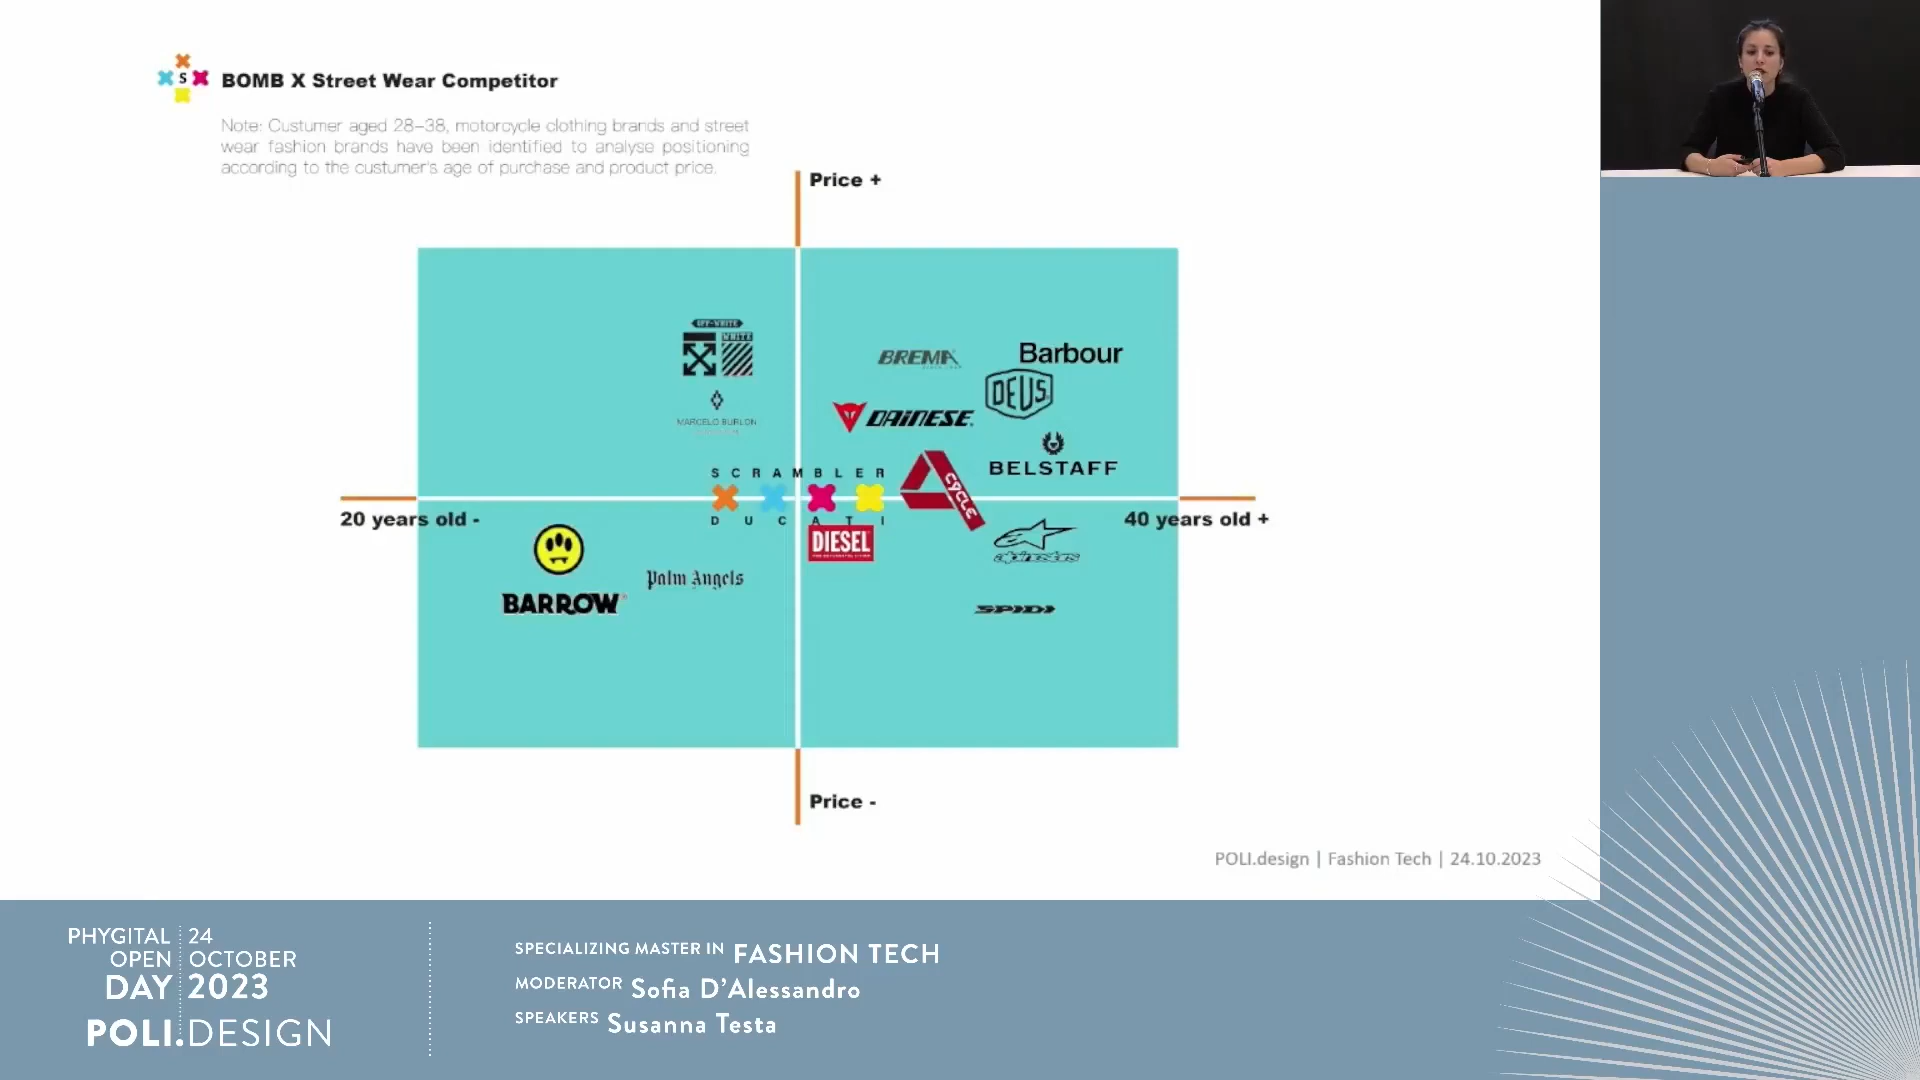 S
BOMB X Street Wear Competitor
Note: Custumer aged 28–38, motorcycle clothing brands and street
wear fashion brands have been identified to analyse positioning
according to the custumer's age of purchase and product price.
Price +
OFF-WHITE
WHITE
BREMA
Barbour
DEUS
MARCELO BURLON
DAINESE
BELSTAFF
SCRAMBLER
CYCLE
20 years old -
40 years old +
DUCATI
DIESEL
alpinestars
Palm Angels
BARROW
SPIDI
Price -
POLI.design | Fashion Tech | 24.10.2023
PHYGITAL 24
OPEN OCTOBER
DAY 2023
POLI.DESIGN
SPECIALIZING MASTER IN FASHION TECH
MODERATOR Sofia D'Alessandro
SPEAKERS Susanna Testa